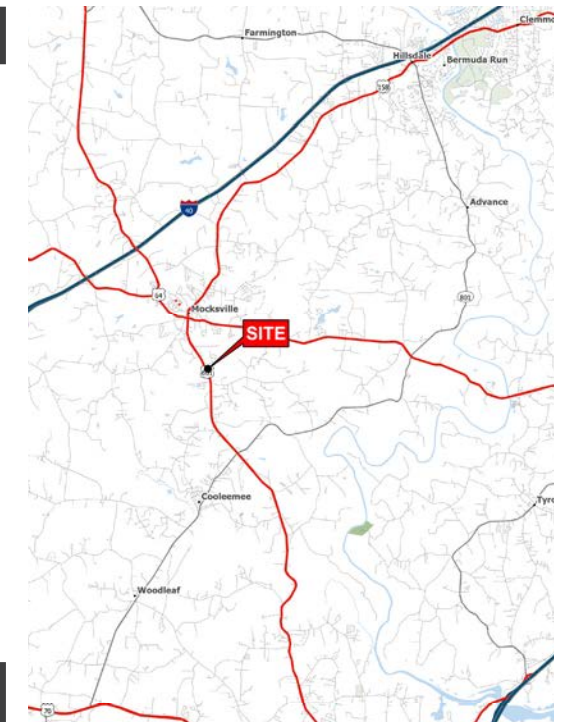 Farmington
Clemmo
Hillsdale
Bermuda Run
158
Advance
40
64
801
Mocksville
SITE
Cooleemee
Tyro
Woodleaf
70